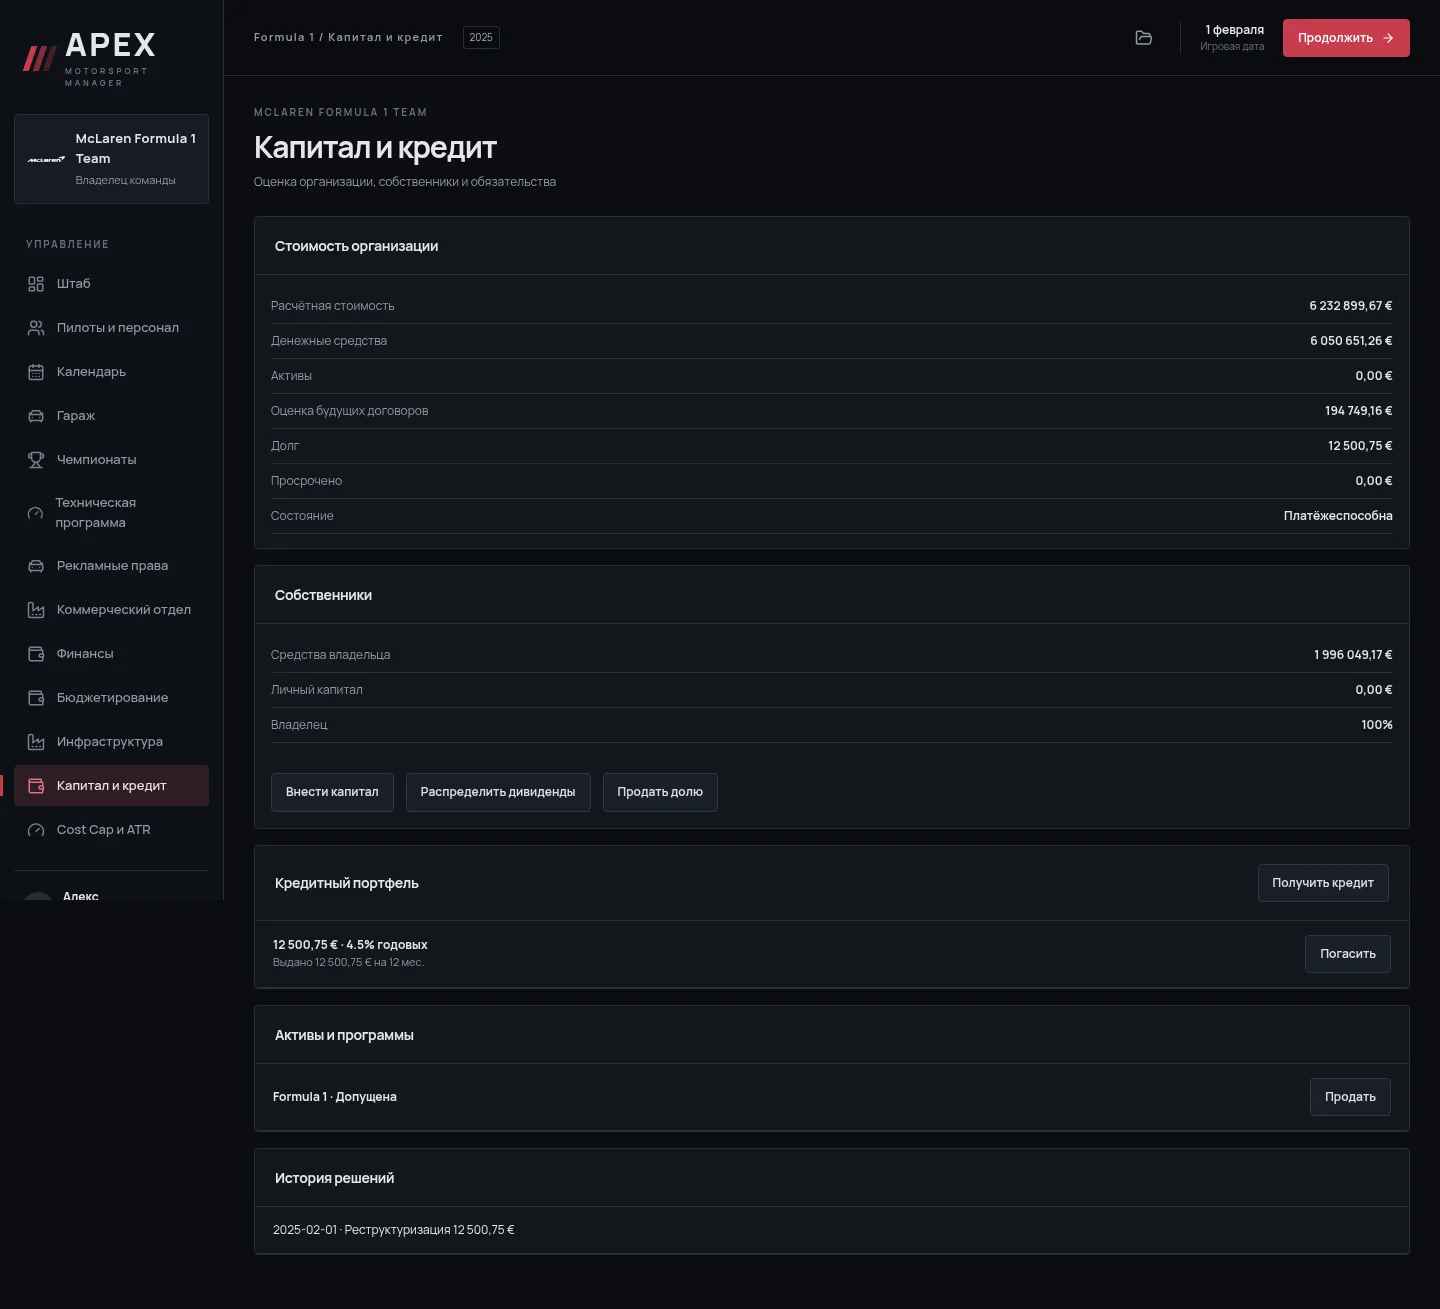 APEX
MOTORSPORT
MANAGER
McLaren
McLaren Formula 1
Team
Владелец команды
УПРАВЛЕНИЕ
Штаб
Пилоты и персонал
Календарь
Гараж
Чемпионаты
Техническая
программа
Рекламные права
Коммерческий отдел
Финансы
Бюджетирование
Инфраструктура
Капитал и кредит
Cost Cap и ATR
Алекс
Formula 1 / Капитал и кредит 2025
1 февраля
Игровая дата
Продолжить →
MCLAREN FORMULA 1 TEAM
Капитал и кредит
Оценка организации, собственники и обязательства
Стоимость организации
Расчётная стоимость 6 232 899,67 €
Денежные средства 6 050 651,26 €
Активы 0,00 €
Оценка будущих договоров 194 749,16 €
Долг 12 500,75 €
Просрочено 0,00 €
Состояние Платёжеспособна
Собственники
Средства владельца 1 996 049,17 €
Личный капитал 0,00 €
Владелец 100%
Внести капитал Распределить дивиденды Продать долю
Кредитный портфель Получить кредит
12 500,75 € · 4.5% годовых
Выдано 12 500,75 € на 12 мес.
Погасить
Активы и программы
Formula 1 · Допущена Продать
История решений
2025-02-01 · Реструктуризация 12 500,75 €